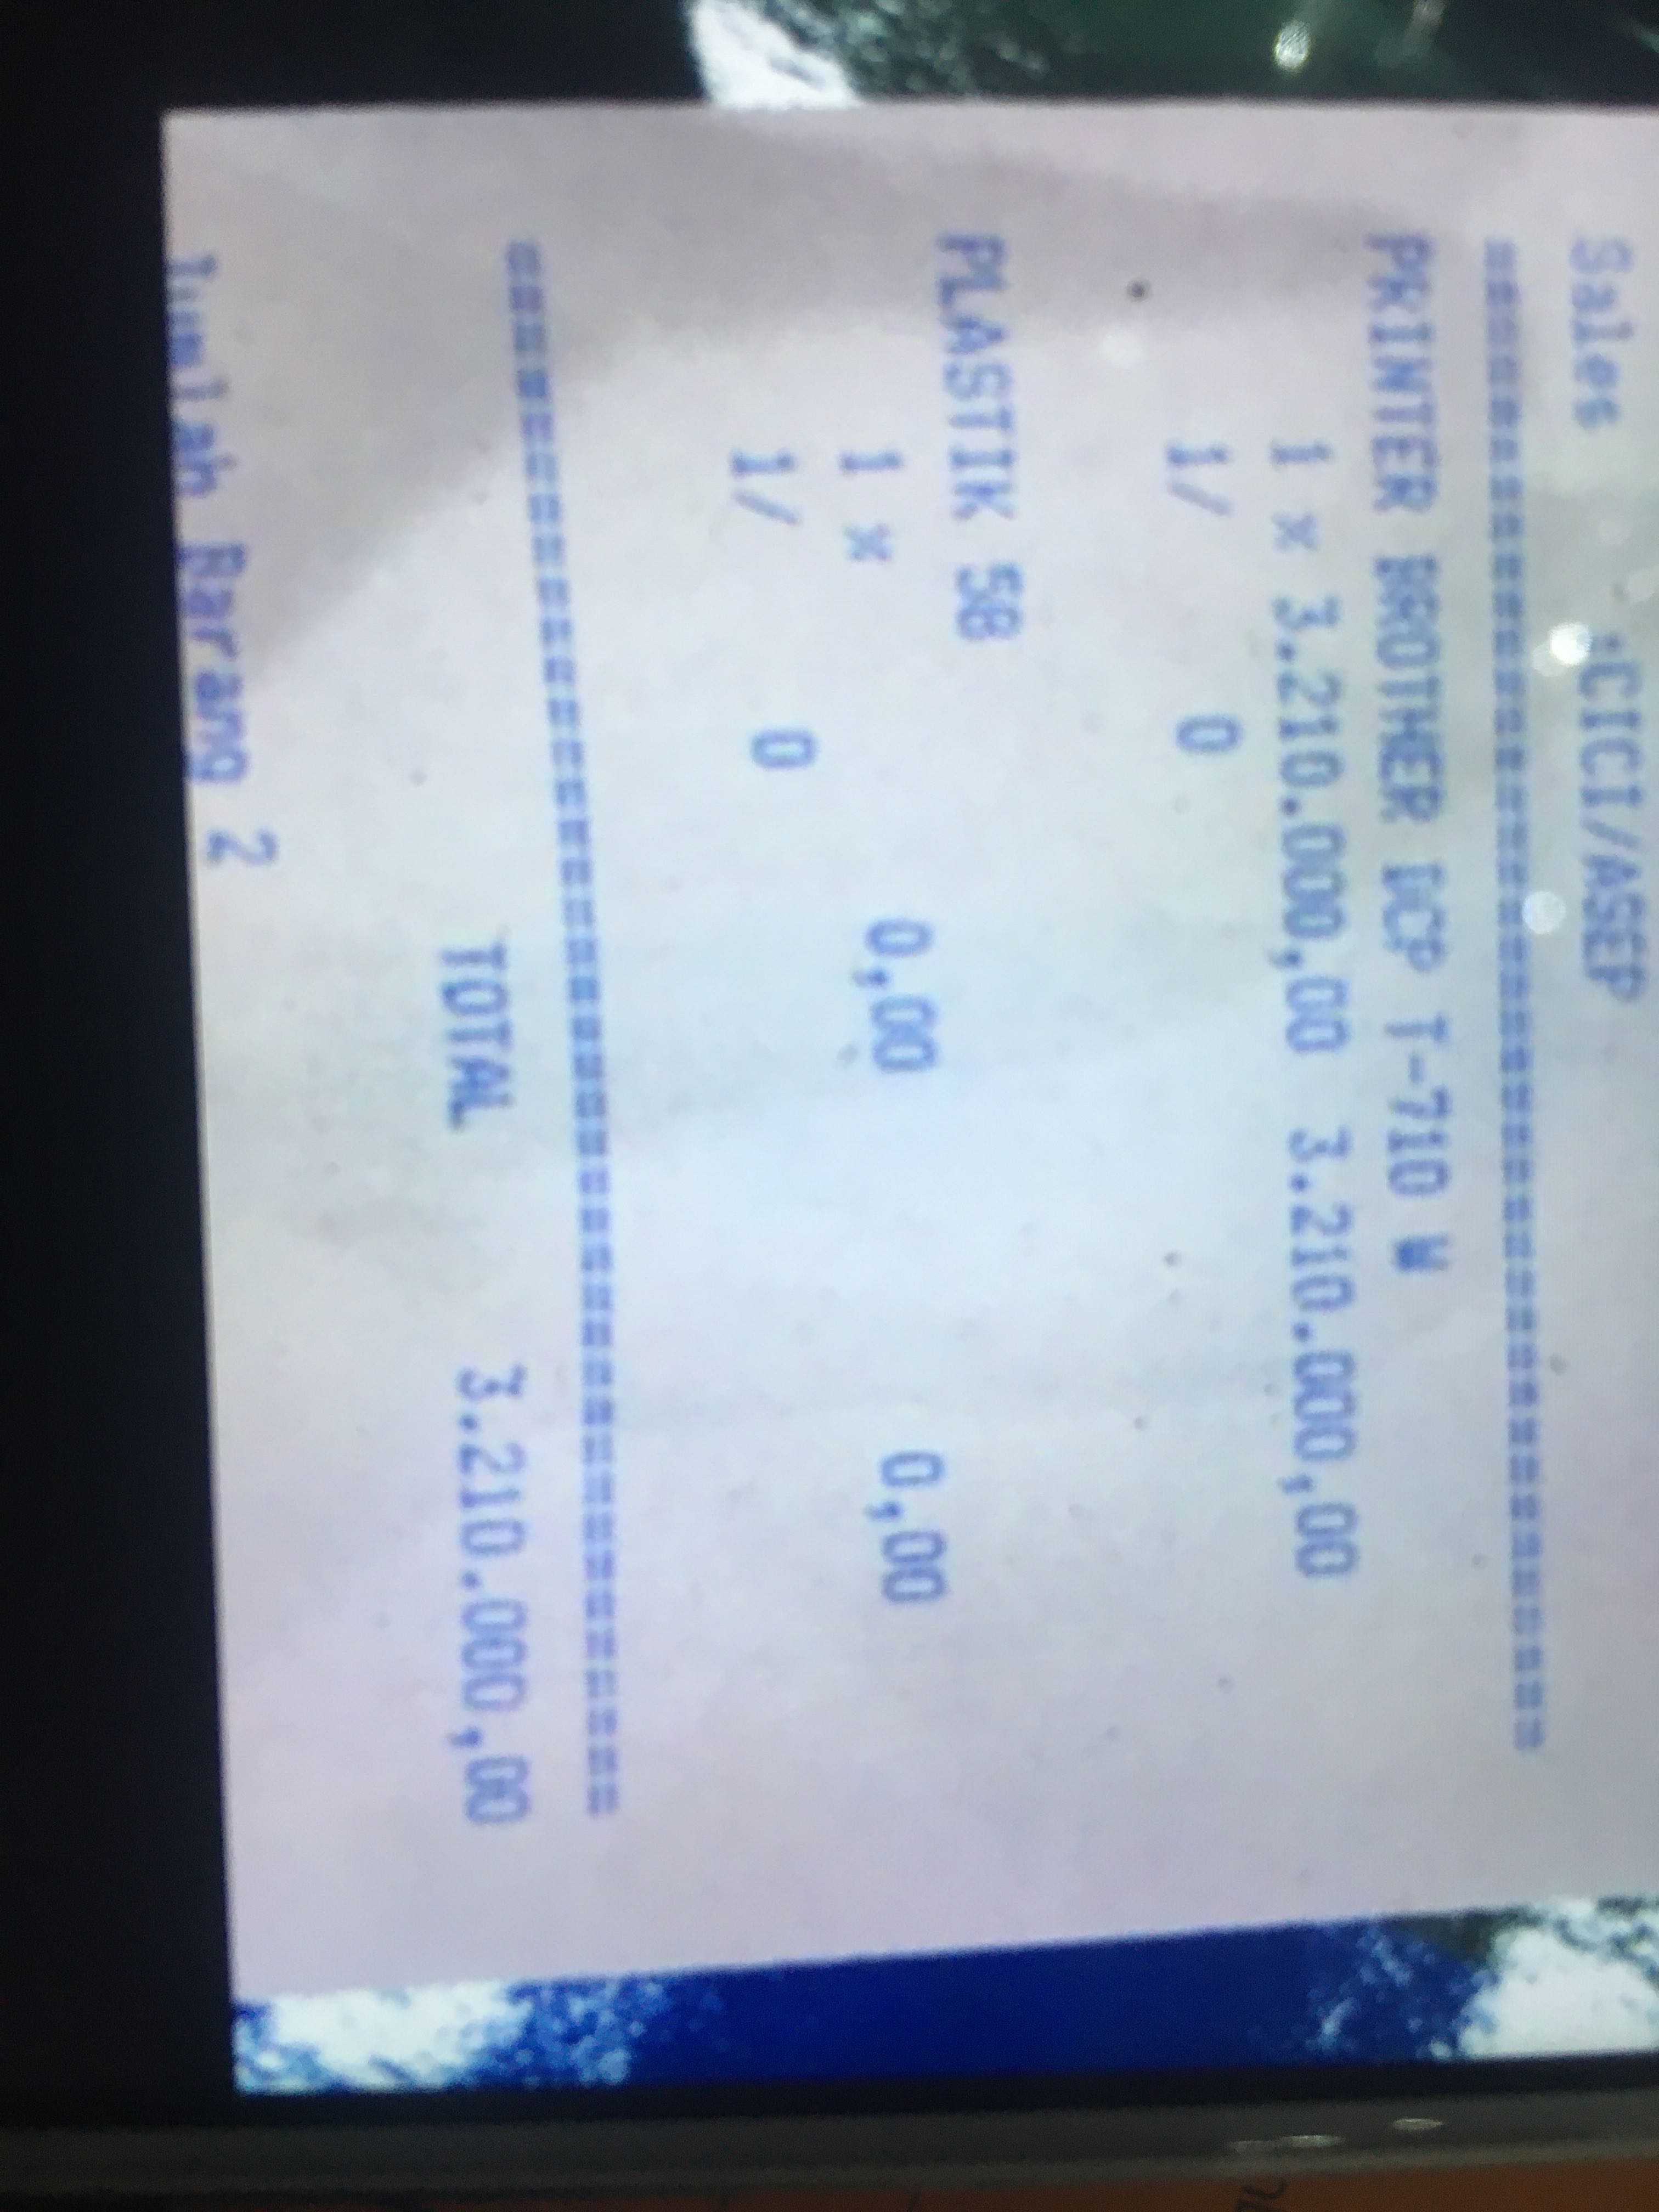 Sales :CICI/ASEP
========================================
PRINTER BROTHER DCP T-710 W
1 x 3.210.000,00 3.210.000,00
1/ 0
PLASTIK 58
1 x 0,00 0,00
1/ 0
========================================
TOTAL 3.210.000,00
Jumlah Barang 2